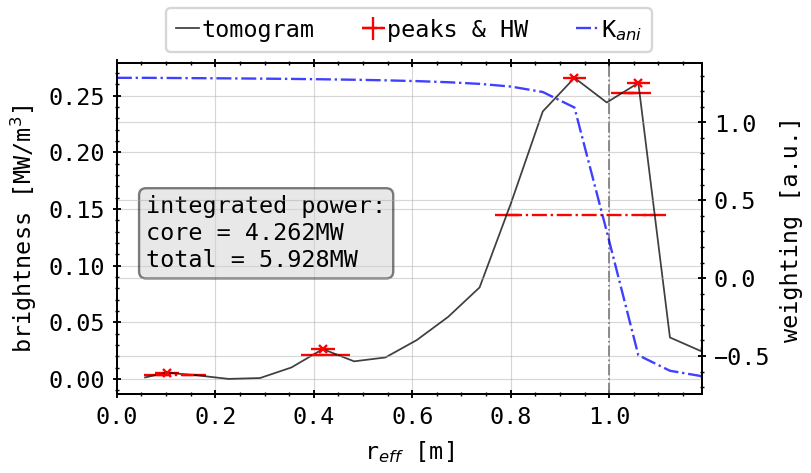 tomogram peaks & HW K_ani
brightness [MW/m³]
0.25
0.20
0.15
0.10
0.05
0.00
integrated power:
core = 4.262MW
total = 5.928MW
1.0
0.5
0.0
−0.5
weighting [a.u.]
0.0 0.2 0.4 0.6 0.8 1.0
r_eff [m]